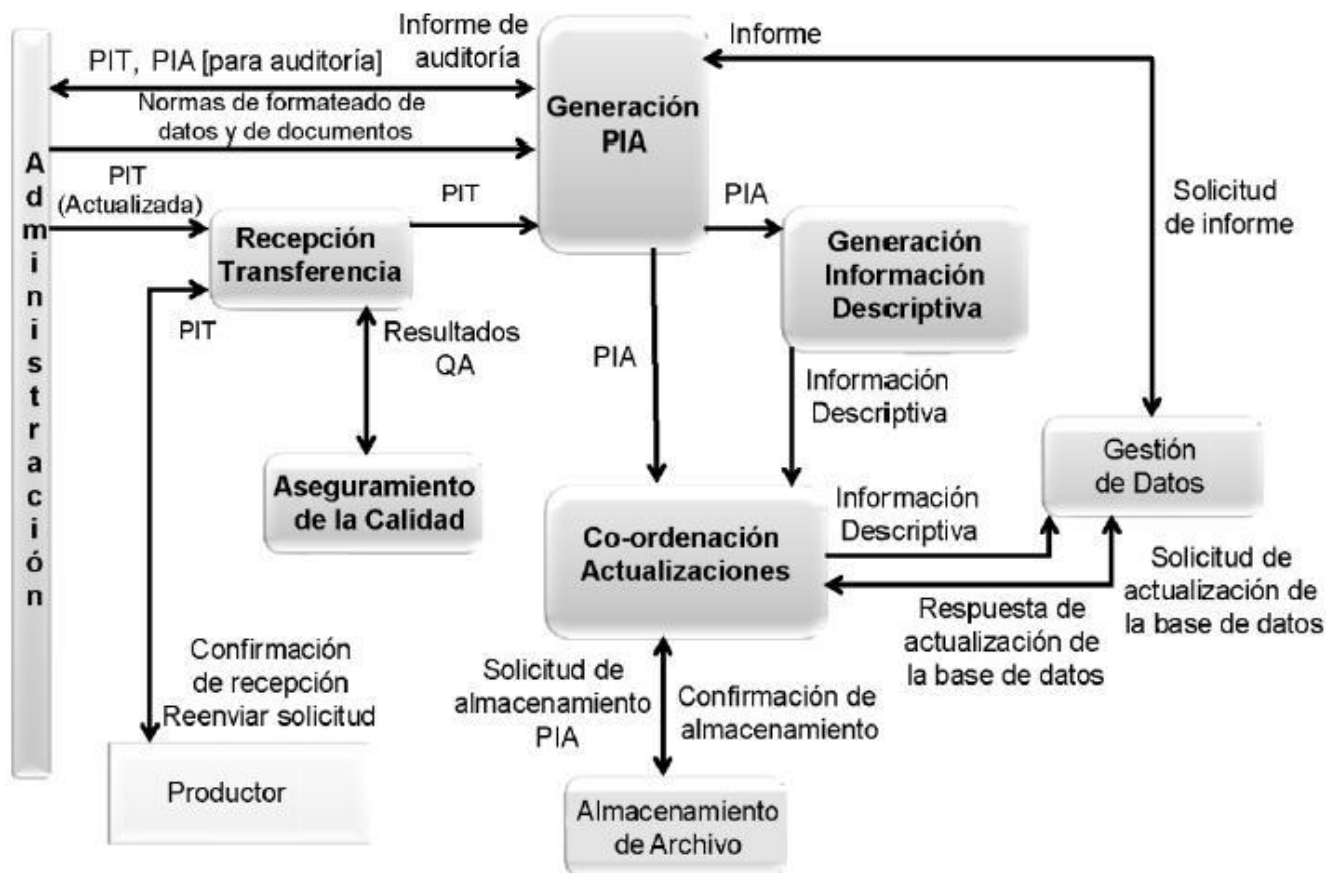 Informe de
auditoría
PIT, PIA [para auditoría]
Normas de formateado de
datos y de documentos
Administración
PIT
(Actualizada)
Recepción
Transferencia
PIT
Generación
PIA
Informe
PIA
Solicitud
de informe
Generación
Información
Descriptiva
PIT
Resultados
QA
PIA
Información
Descriptiva
Aseguramiento
de la Calidad
Gestión
de Datos
Co-ordenación
Actualizaciones
Información
Descriptiva
Solicitud de
actualización de
la base de datos
Respuesta de
actualización de
la base de datos
Confirmación
de recepción
Reenviar solicitud
Solicitud de
almacenamiento
PIA
Confirmación de
almacenamiento
Productor
Almacenamiento
de Archivo